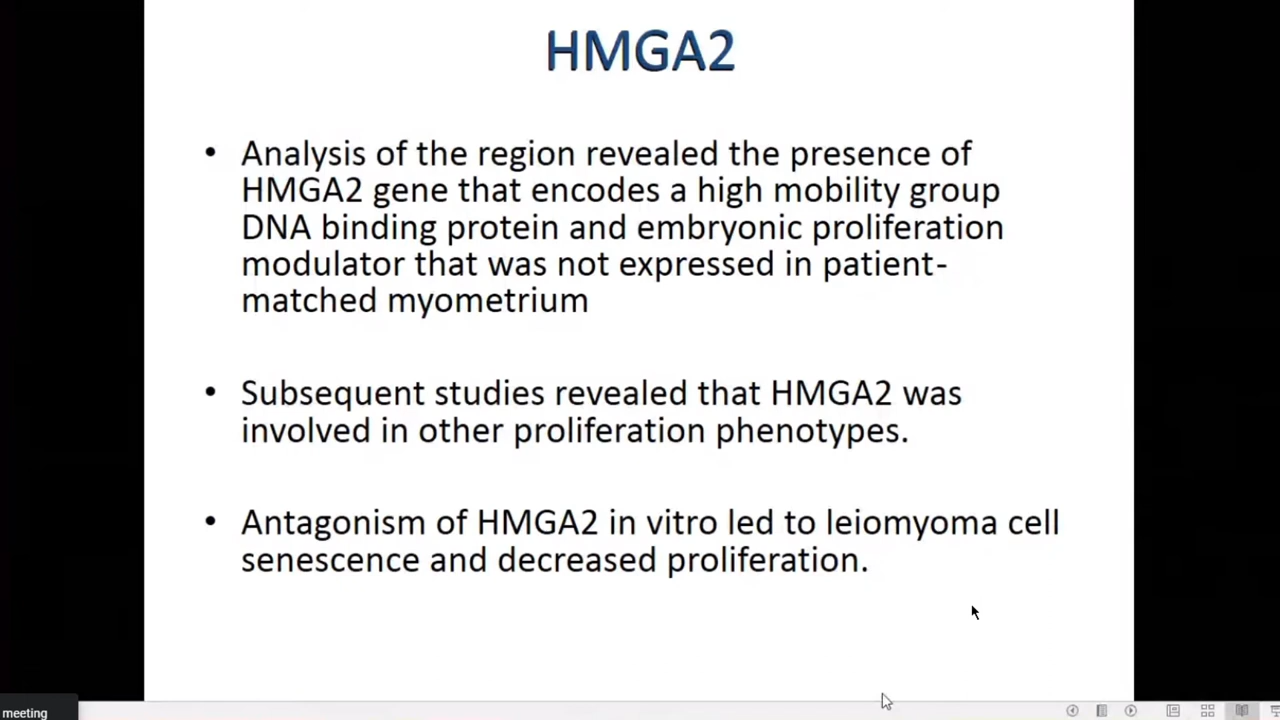 HMGA2
• Analysis of the region revealed the presence of
HMGA2 gene that encodes a high mobility group
DNA binding protein and embryonic proliferation
modulator that was not expressed in patient-
matched myometrium
• Subsequent studies revealed that HMGA2 was
involved in other proliferation phenotypes.
• Antagonism of HMGA2 in vitro led to leiomyoma cell
senescence and decreased proliferation.
meeting